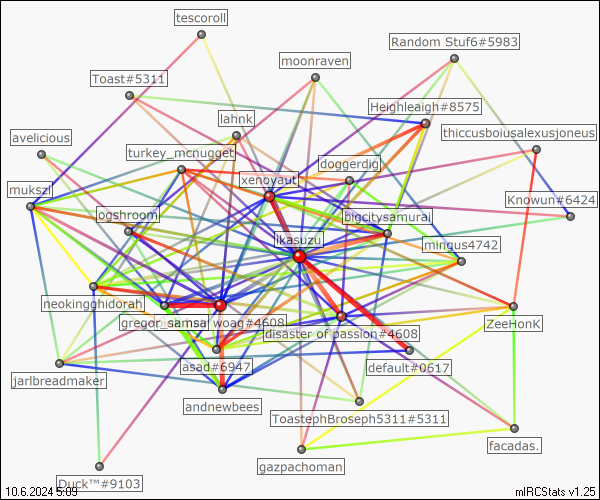 tescoroll
Random Stuf6#5983
moonraven
Toast#5311
Heighleaigh#8575
lahnk
thiccusboiusalexusjoneus
avelicious
turkey_mcnugget
doggerdig
xenoyaut
mukszi
Knowun#6424
ogshroom
bigcitysamurai
ikasuzu
mingus4742
neokingghidorah
gregor samsa
woag#4608
disaster of passion#4608
ZeeHonK
asad#6947
default#0617
jarlbreadmaker
andnewbees
ToastephBroseph5311#5311
facadas.
gazpachoman
Duck™#9103
10.6.2024 5:09
mIRCStats v1.25